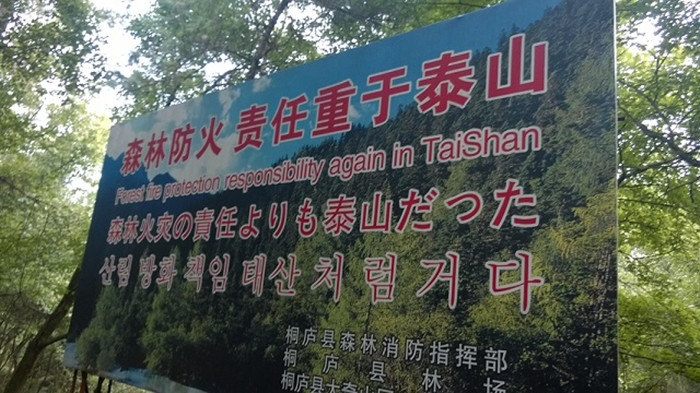 森林防火 责任重于泰山
Forest fire protection responsibility again in TaiShan
森林火灾の責任よりも泰山だった
산림 방화 책임 태산 처럼 거 다
桐庐县森林消防指挥部
桐庐县林场